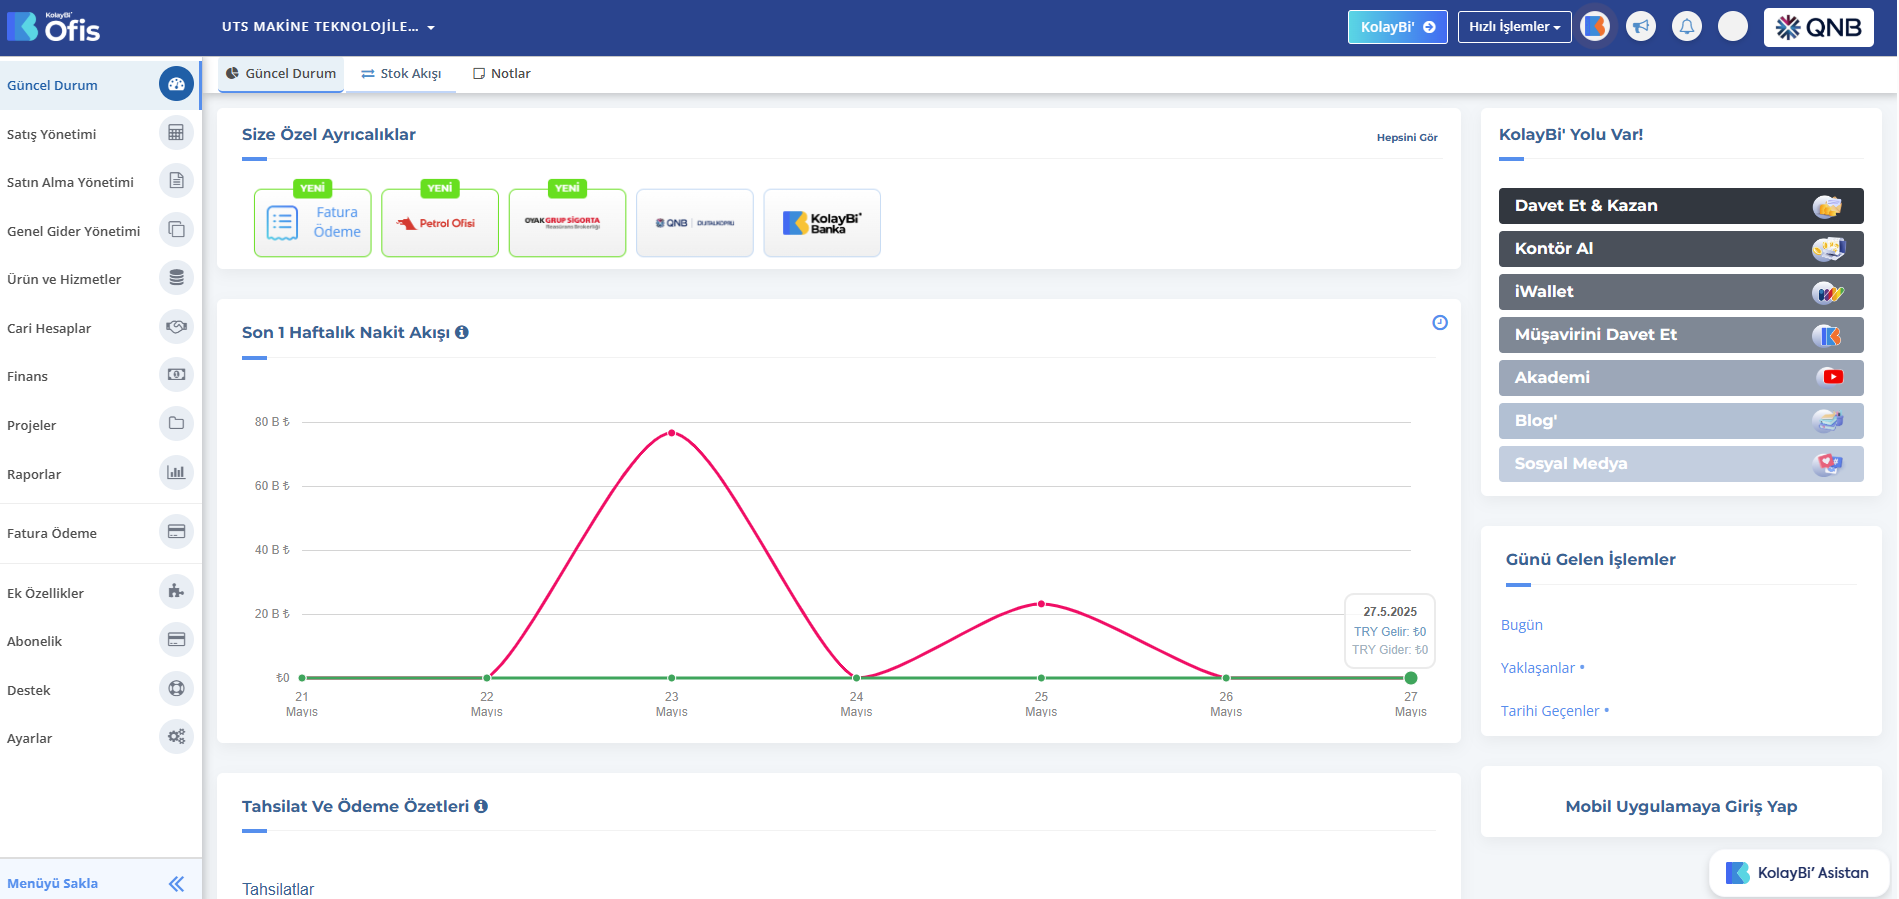 KolayBi'
Ofis
UTS MAKİNE TEKNOLOJİLE...
KolayBi'
Hızlı İşlemler
QNB
Güncel Durum
Satış Yönetimi
Satın Alma Yönetimi
Genel Gider Yönetimi
Ürün ve Hizmetler
Cari Hesaplar
Finans
Projeler
Raporlar
Fatura Ödeme
Ek Özellikler
Abonelik
Destek
Ayarlar
Menüyü Sakla
Güncel Durum
Stok Akışı
Notlar
Size Özel Ayrıcalıklar
Hepsini Gör
YENİ
Fatura
Ödeme
YENİ
Petrol Ofisi
YENİ
OYAK GRUP SİGORTA
Reasürans Brokerliği
QNB | DİJİTALKÖPRÜ
KolayBi'
Banka
Son 1 Haftalık Nakit Akışı
80 B ₺
60 B ₺
40 B ₺
20 B ₺
₺0
21
Mayıs
22
Mayıs
23
Mayıs
24
Mayıs
25
Mayıs
26
Mayıs
27
Mayıs
27.5.2025
TRY Gelir: ₺0
TRY Gider: ₺0
Tahsilat Ve Ödeme Özetleri
Tahsilatlar
KolayBi' Yolu Var!
Davet Et & Kazan
Kontör Al
iWallet
Müşavirini Davet Et
Akademi
Blog'
Sosyal Medya
Günü Gelen İşlemler
Bugün
Yaklaşanlar •
Tarihi Geçenler •
Mobil Uygulamaya Giriş Yap
KolayBi' Asistan